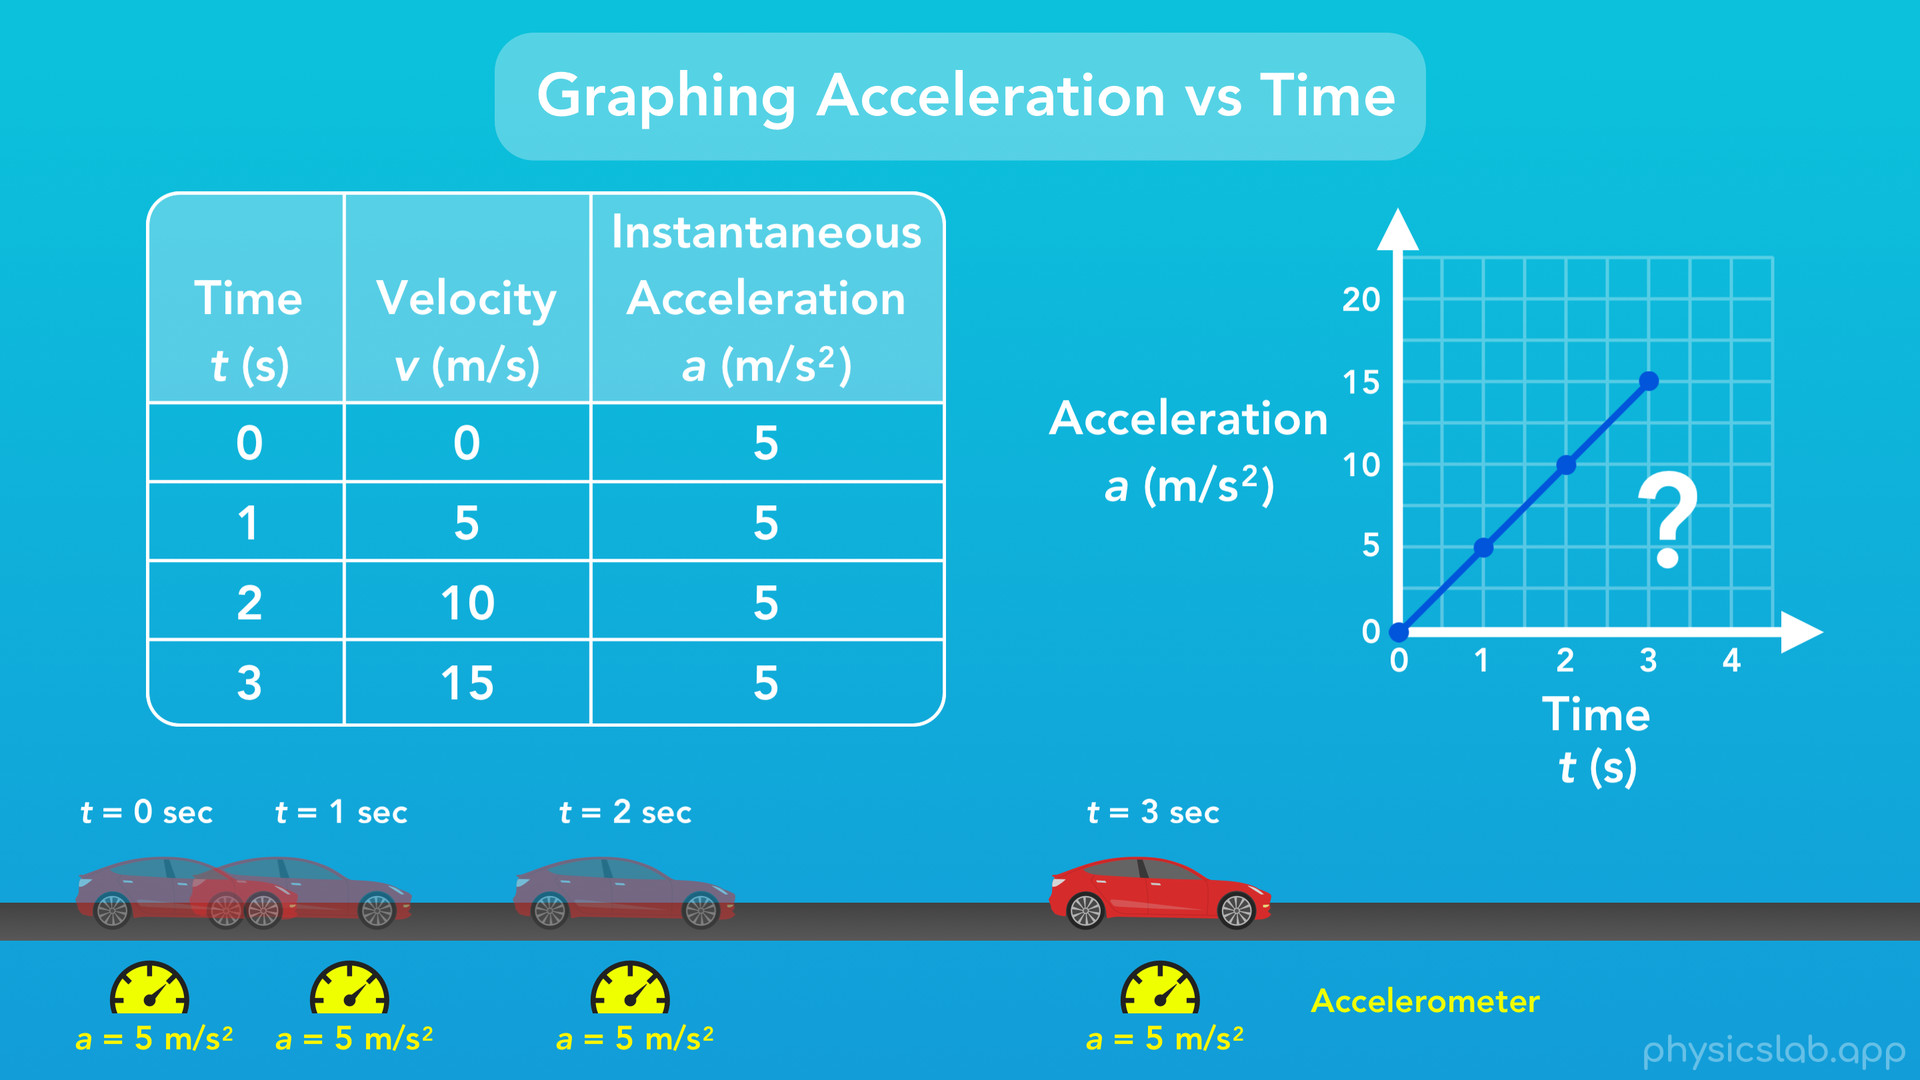 Graphing Acceleration vs Time
Time
t (s)
Velocity
v (m/s)
Instantaneous
Acceleration
a (m/s²)
0 0 5
1 5 5
2 10 5
3 15 5
Acceleration
a (m/s²)
20
15
10
5
0
?
0 1 2 3 4
Time
t (s)
t = 0 sec t = 1 sec t = 2 sec t = 3 sec
a = 5 m/s² a = 5 m/s² a = 5 m/s² a = 5 m/s²
Accelerometer
physicslab.app